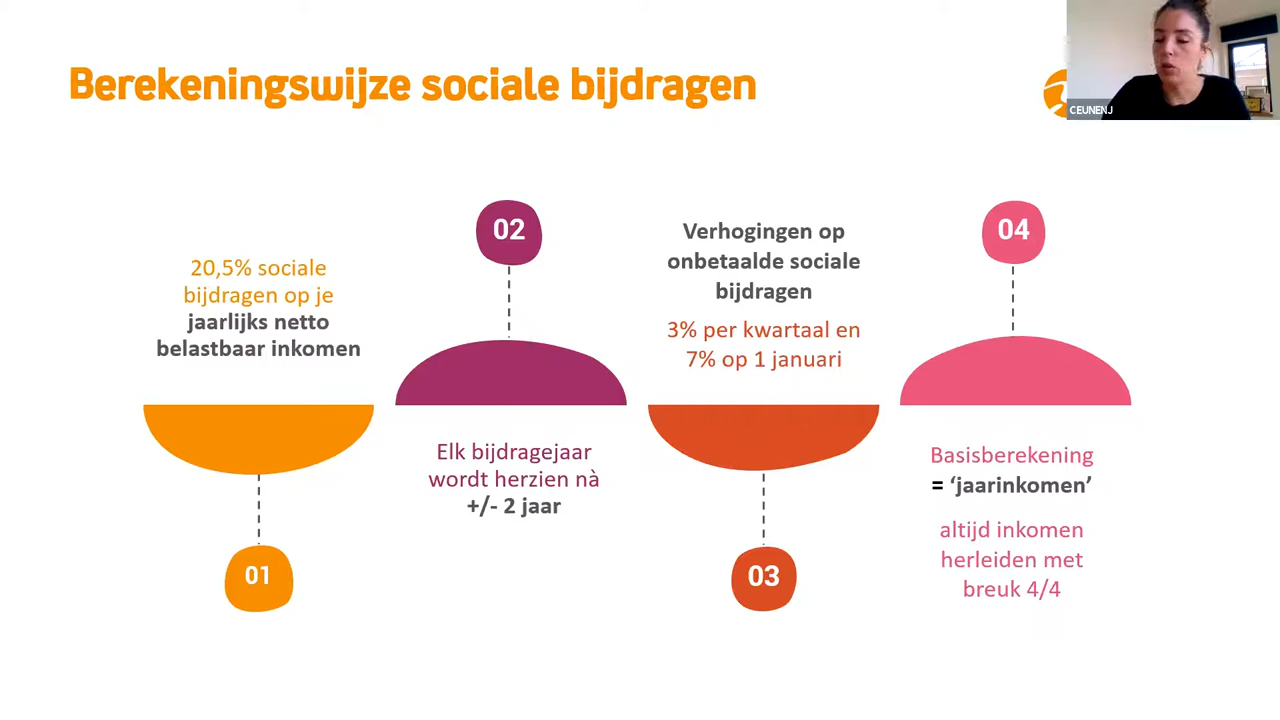 Berekeningswijze sociale bijdragen
CEUNENJ
20,5% sociale
bijdragen op je
jaarlijks netto
belastbaar inkomen
01
02
Elk bijdragejaar
wordt herzien nà
+/- 2 jaar
Verhogingen op
onbetaalde sociale
bijdragen
3% per kwartaal en
7% op 1 januari
03
04
Basisberekening
= ‘jaarinkomen’
altijd inkomen
herleiden met
breuk 4/4